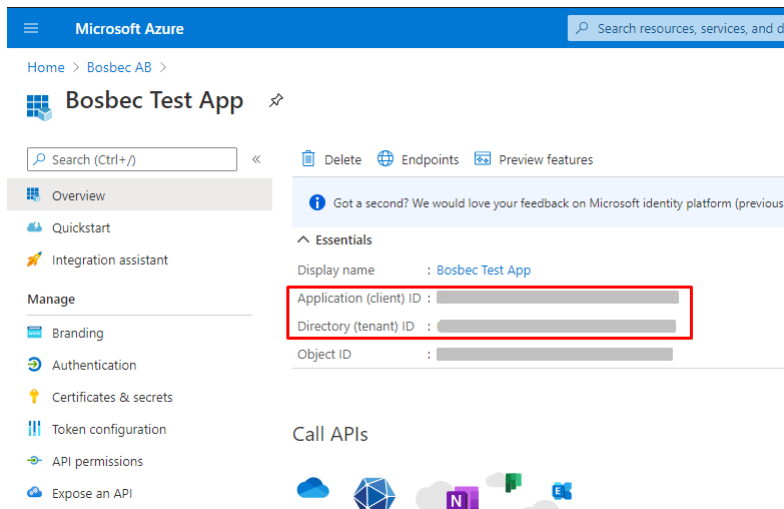 Microsoft Azure
Search resources, services, and d
Home > Bosbec AB >
Bosbec Test App
Search (Ctrl+/)
«
Delete
Endpoints
Preview features
Overview
Got a second? We would love your feedback on Microsoft identity platform (previous
Quickstart
Essentials
Integration assistant
Display name : Bosbec Test App
Application (client) ID :
Manage
Directory (tenant) ID :
Branding
Object ID :
Authentication
Certificates & secrets
Token configuration
Call APIs
API permissions
Expose an API
N
E